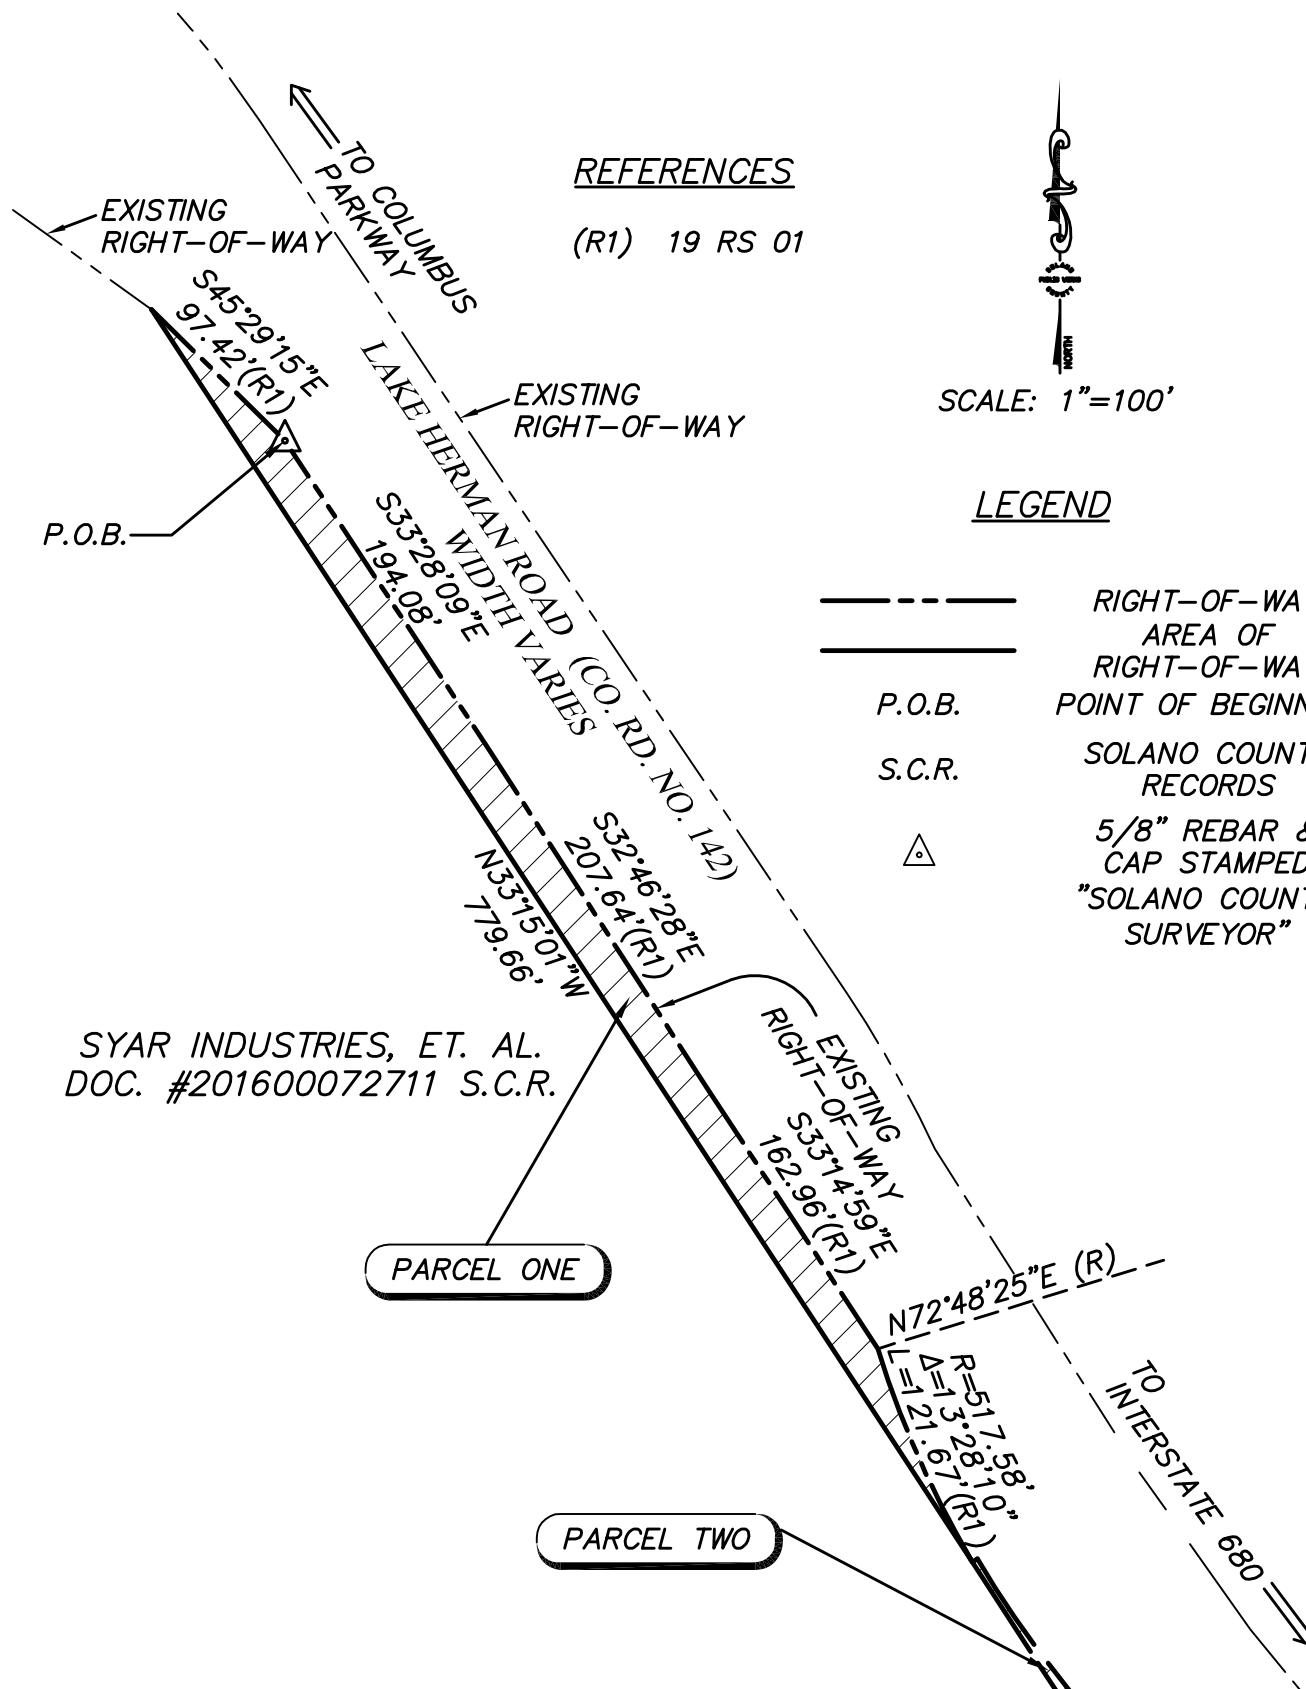 TO COLUMBUS
PARKWAY
REFERENCES
(R1) 19 RS 01
EXISTING
RIGHT-OF-WAY
S45°29'15"E
97.42'(R1)
NORTH
SCALE: 1"=100'
LAKE HERMAN ROAD (CO. RD. NO. 142)
WIDTH VARIES
EXISTING
RIGHT-OF-WAY
P.O.B.
S33°28'09"E
194.08'
LEGEND
RIGHT-OF-WA
AREA OF
RIGHT-OF-WA
P.O.B. POINT OF BEGINN
S.C.R. SOLANO COUNT
RECORDS
5/8" REBAR &
CAP STAMPED
"SOLANO COUNT
SURVEYOR"
S32°46'28"E
207.64'(R1)
N33°15'01"W
779.66'
SYAR INDUSTRIES, ET. AL.
DOC. #201600072711 S.C.R.
EXISTING
RIGHT-OF-WAY
S33°14'59"E
162.96'(R1)
PARCEL ONE
N72°48'25"E (R)
R=517.58'
Δ=13°28'10"
L=121.67'(R1)
TO
INTERSTATE 680
PARCEL TWO